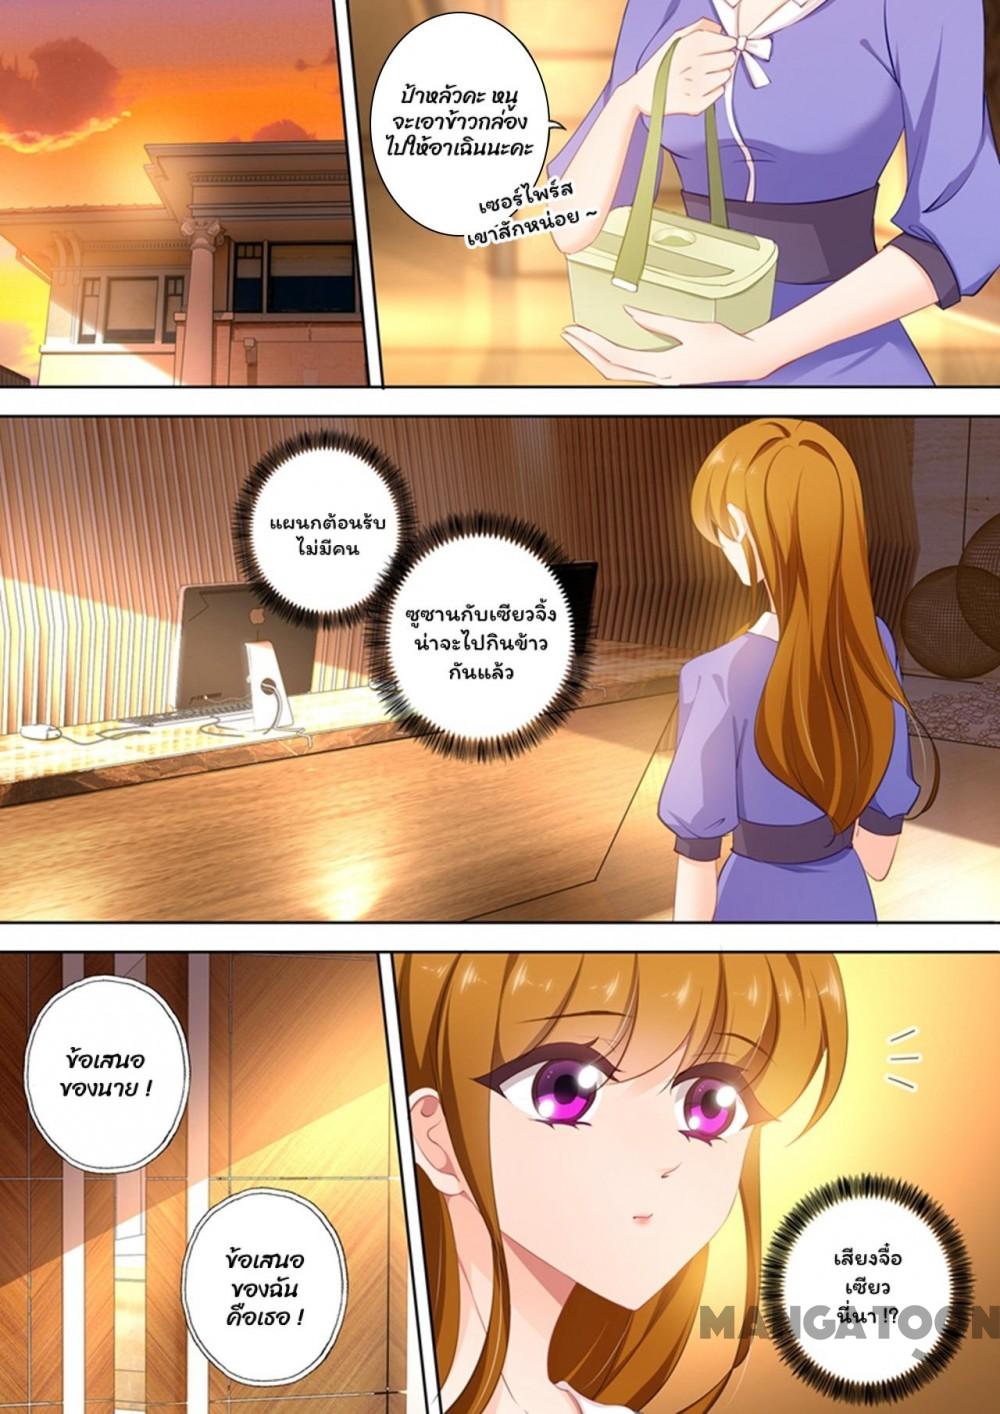 ป้าหลัวคะ หนู
จะเอาข้าวกล่อง
ไปให้อาเฉินนะคะ
เซอร์ไพร์ส
เขาสักหน่อย ~
แผนกต้อนรับ
ไม่มีคน
ซูซานกับเซียวจิ้ง
น่าจะไปกินข้าว
กันแล้ว
ข้อเสนอ
ของนาย !
ข้อเสนอ
ของฉัน
คือเธอ !
เสียงจื๋อ
เซียว
นี่นา !?
MANGATOON